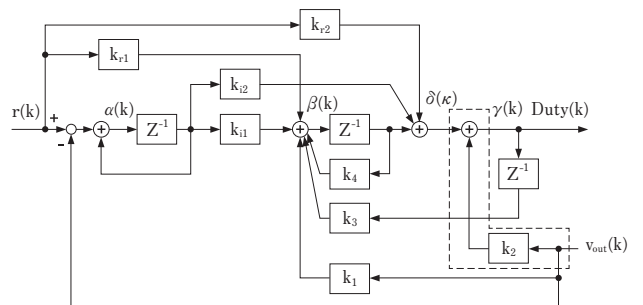 k_r2
k_r1
r(k)
+
-
α(k)
+
Z⁻¹
k_i2
k_i1
β(k)
+
Z⁻¹
k_4
k_3
k_1
δ(κ)
+
+
γ(k)
Duty(k)
Z⁻¹
k_2
v_out(k)